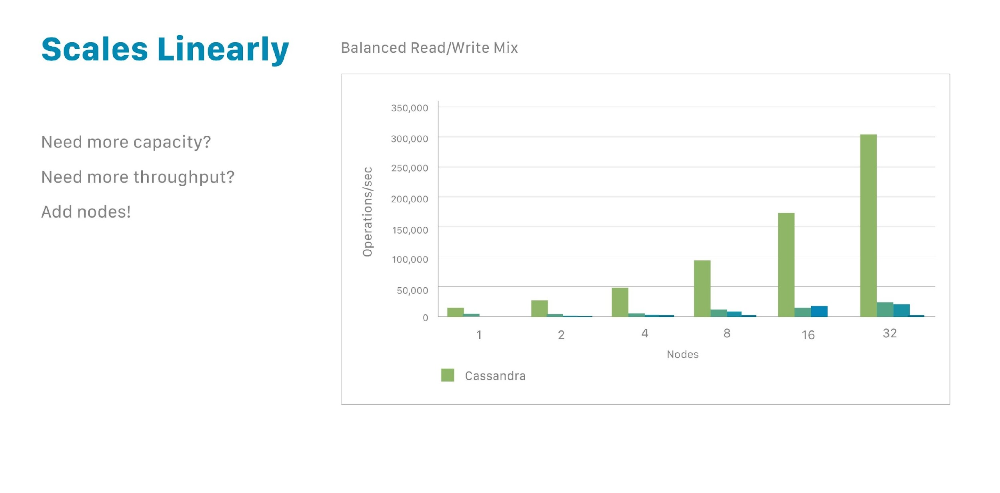 Scales Linearly
Need more capacity?
Need more throughput?
Add nodes!
Balanced Read/Write Mix
Operations/sec
350,000
300,000
250,000
200,000
150,000
100,000
50,000
0
1 2 4 8 16 32
Nodes
Cassandra